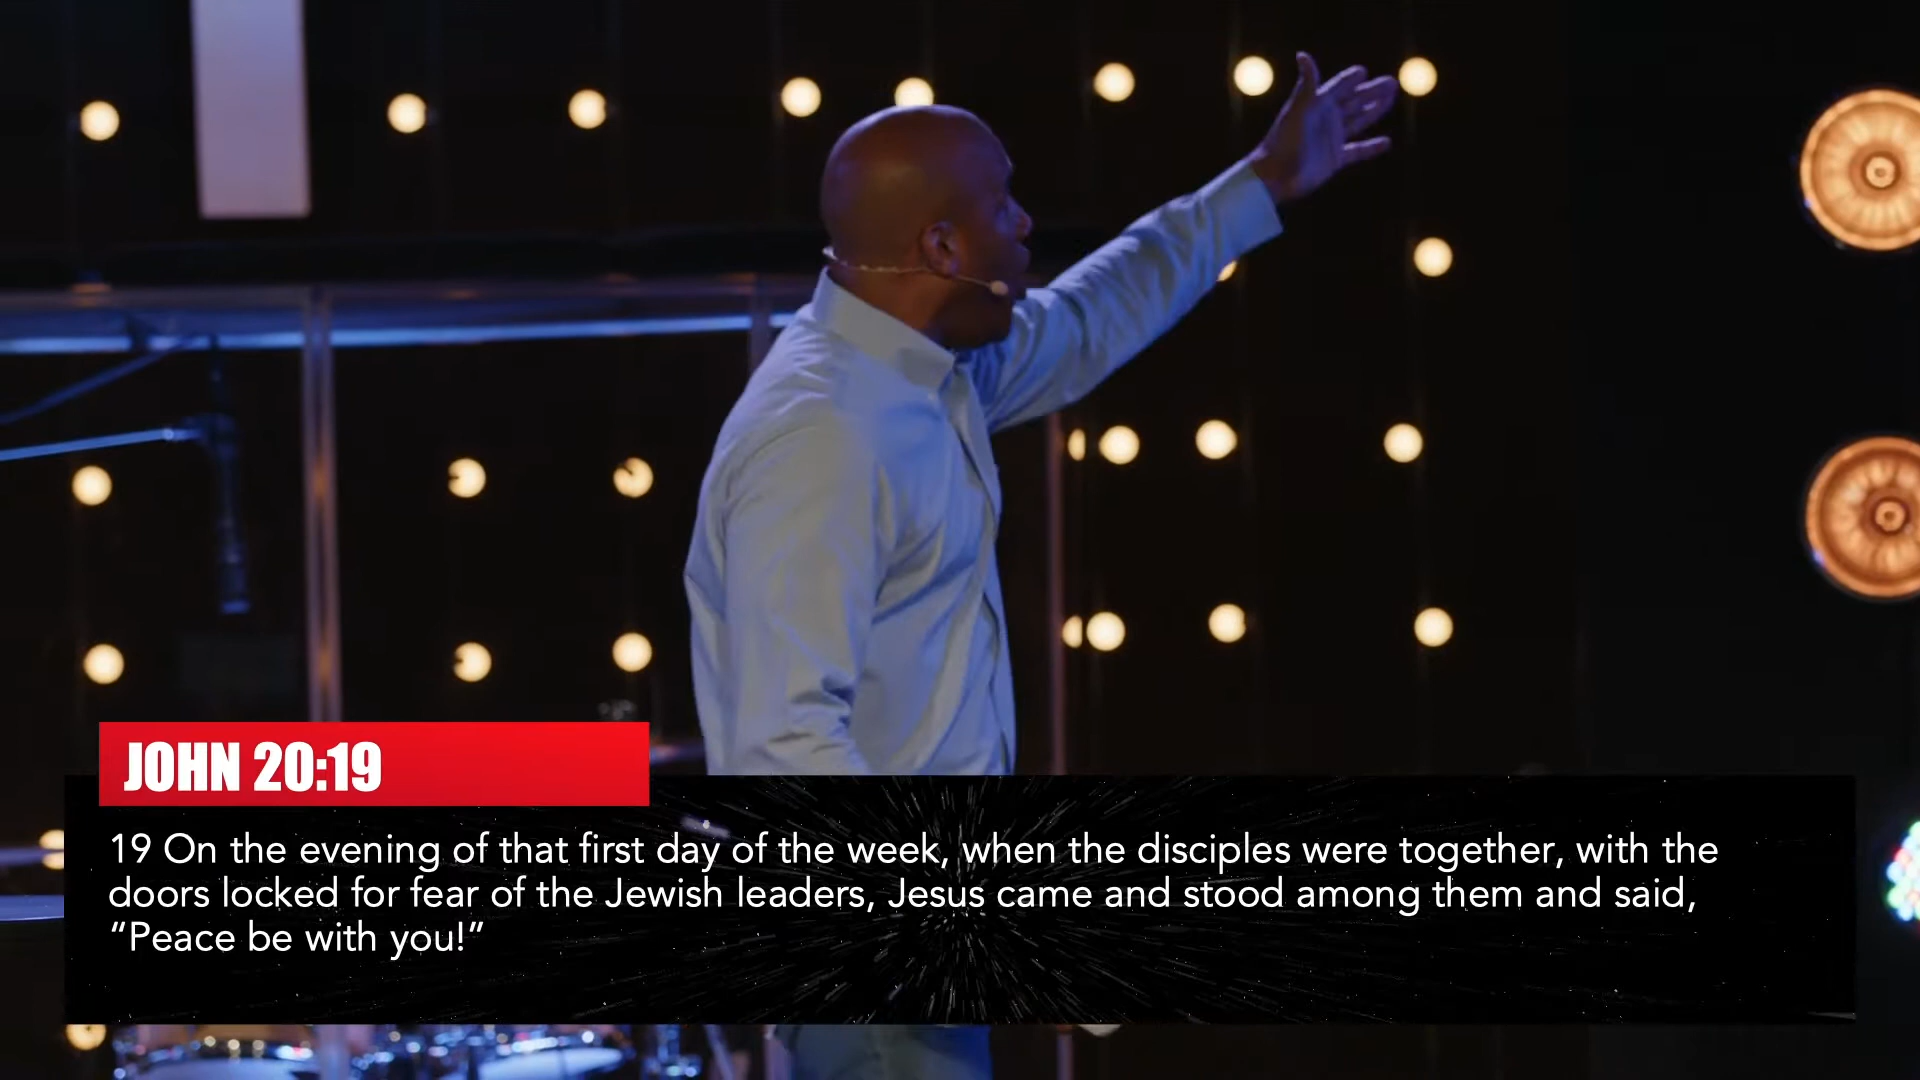 JOHN 20:19
19 On the evening of that first day of the week, when the disciples were together, with the
doors locked for fear of the Jewish leaders, Jesus came and stood among them and said,
“Peace be with you!”